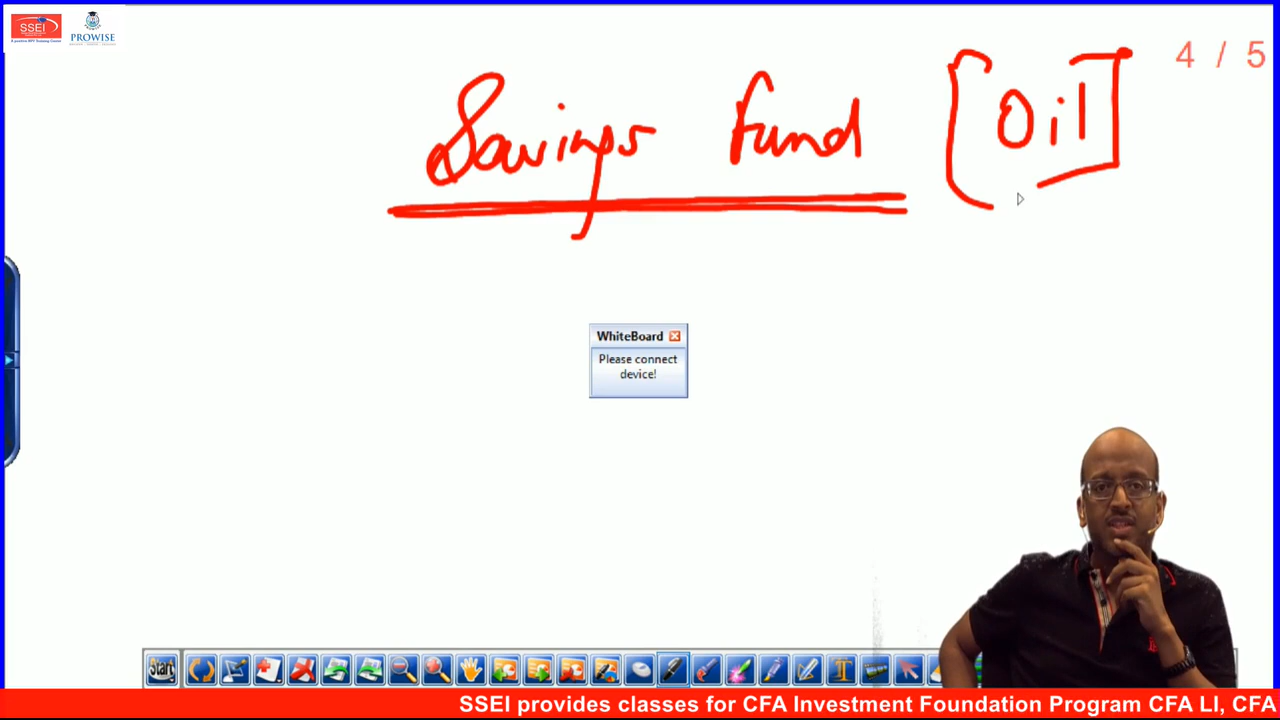 SSEI
PROWISE
4 / 5
Savings Fund [Oil]
WhiteBoard
Please connect
device!
Start
SSEI provides classes for CFA Investment Foundation Program CFA LI, CFA